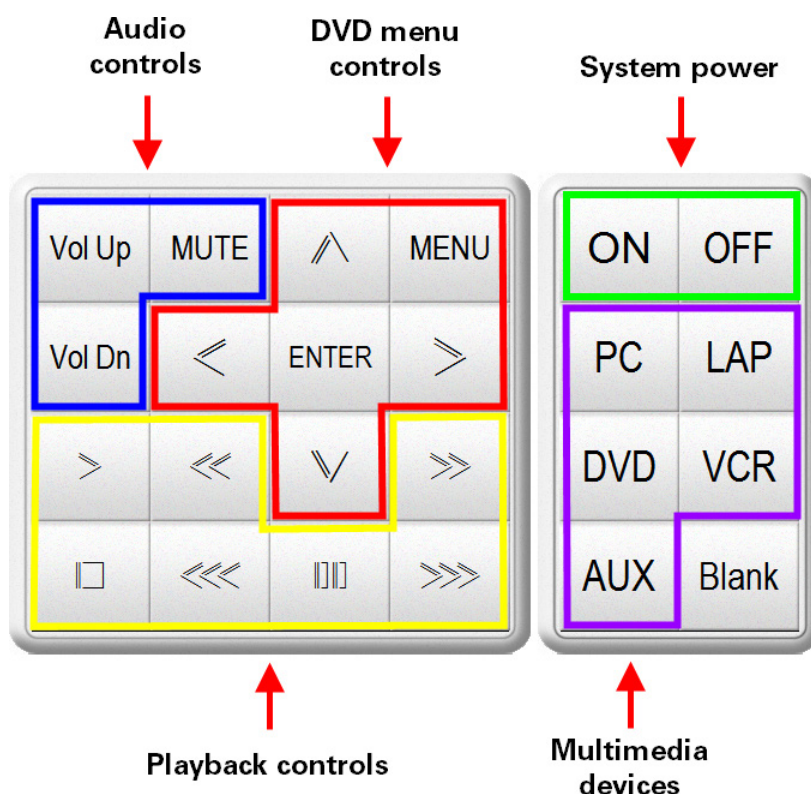 Audio
controls
DVD menu
controls
System power
Vol Up MUTE MENU
Vol Dn < ENTER >
> << >>
<<< >>>
ON OFF
PC LAP
DVD VCR
AUX Blank
Playback controls
Multimedia
devices